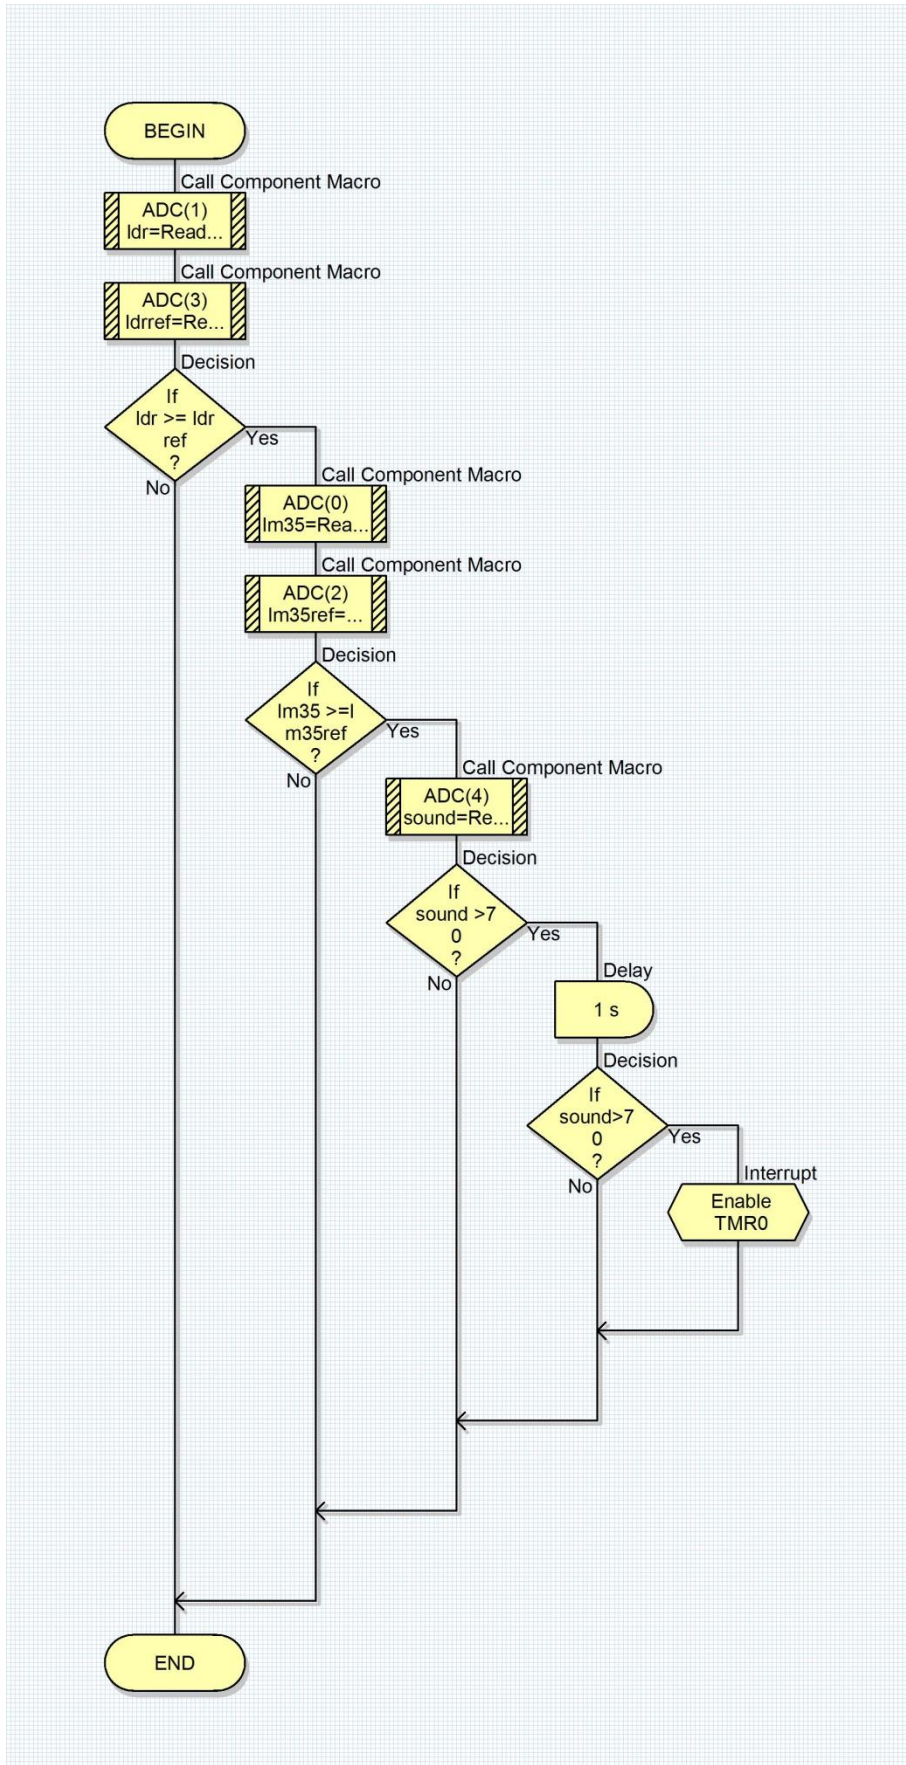 BEGIN
Call Component Macro
ADC(1)
ldr=Read...
Call Component Macro
ADC(3)
ldrref=Re...
Decision
If
ldr >= ldr
ref
?
Yes
No
Call Component Macro
ADC(0)
lm35=Rea...
Call Component Macro
ADC(2)
lm35ref=...
Decision
If
lm35 >=l
m35ref
?
Yes
No
Call Component Macro
ADC(4)
sound=Re...
Decision
If
sound >7
0
?
Yes
No
Delay
1 s
Decision
If
sound>7
0
?
Yes
No
Interrupt
Enable
TMR0
END